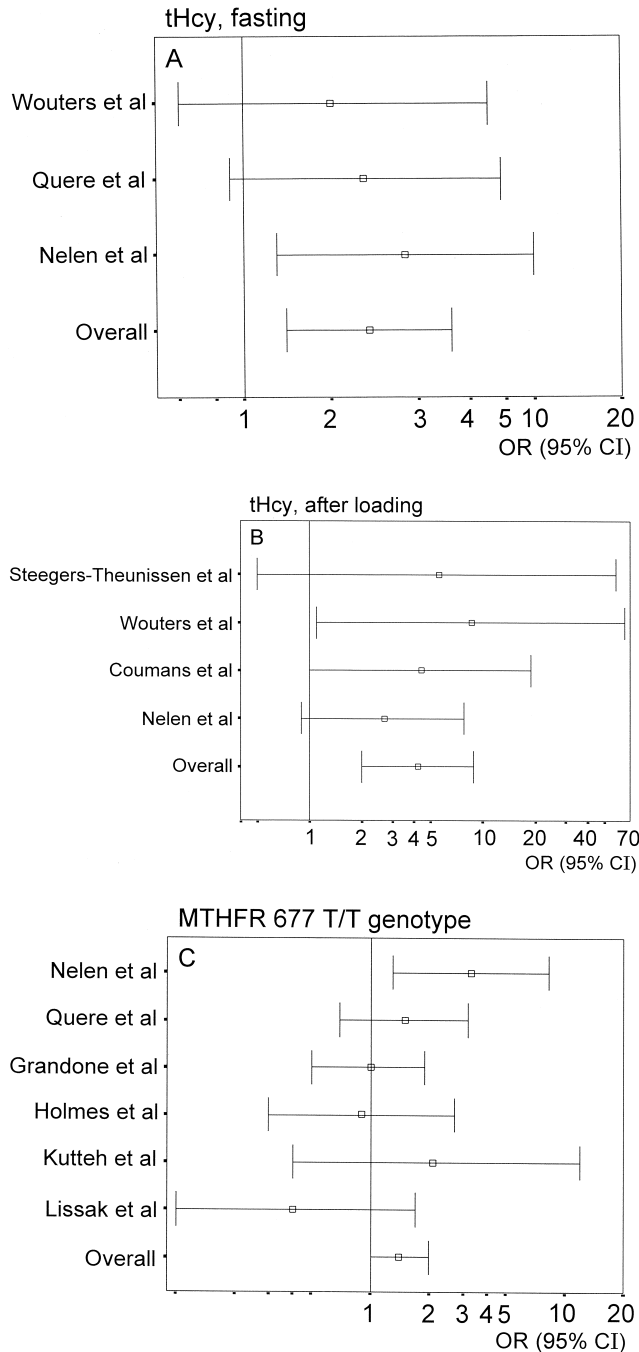 tHcy, fasting
A
Wouters et al
Quere et al
Nelen et al
Overall
1 2 3 4 5 10 20
OR (95% CI)
tHcy, after loading
B
Steegers-Theunissen et al
Wouters et al
Coumans et al
Nelen et al
Overall
1 2 3 4 5 10 20 40 70
OR (95% CI)
MTHFR 677 T/T genotype
C
Nelen et al
Quere et al
Grandone et al
Holmes et al
Kutteh et al
Lissak et al
Overall
1 2 3 4 5 10 20
OR (95% CI)